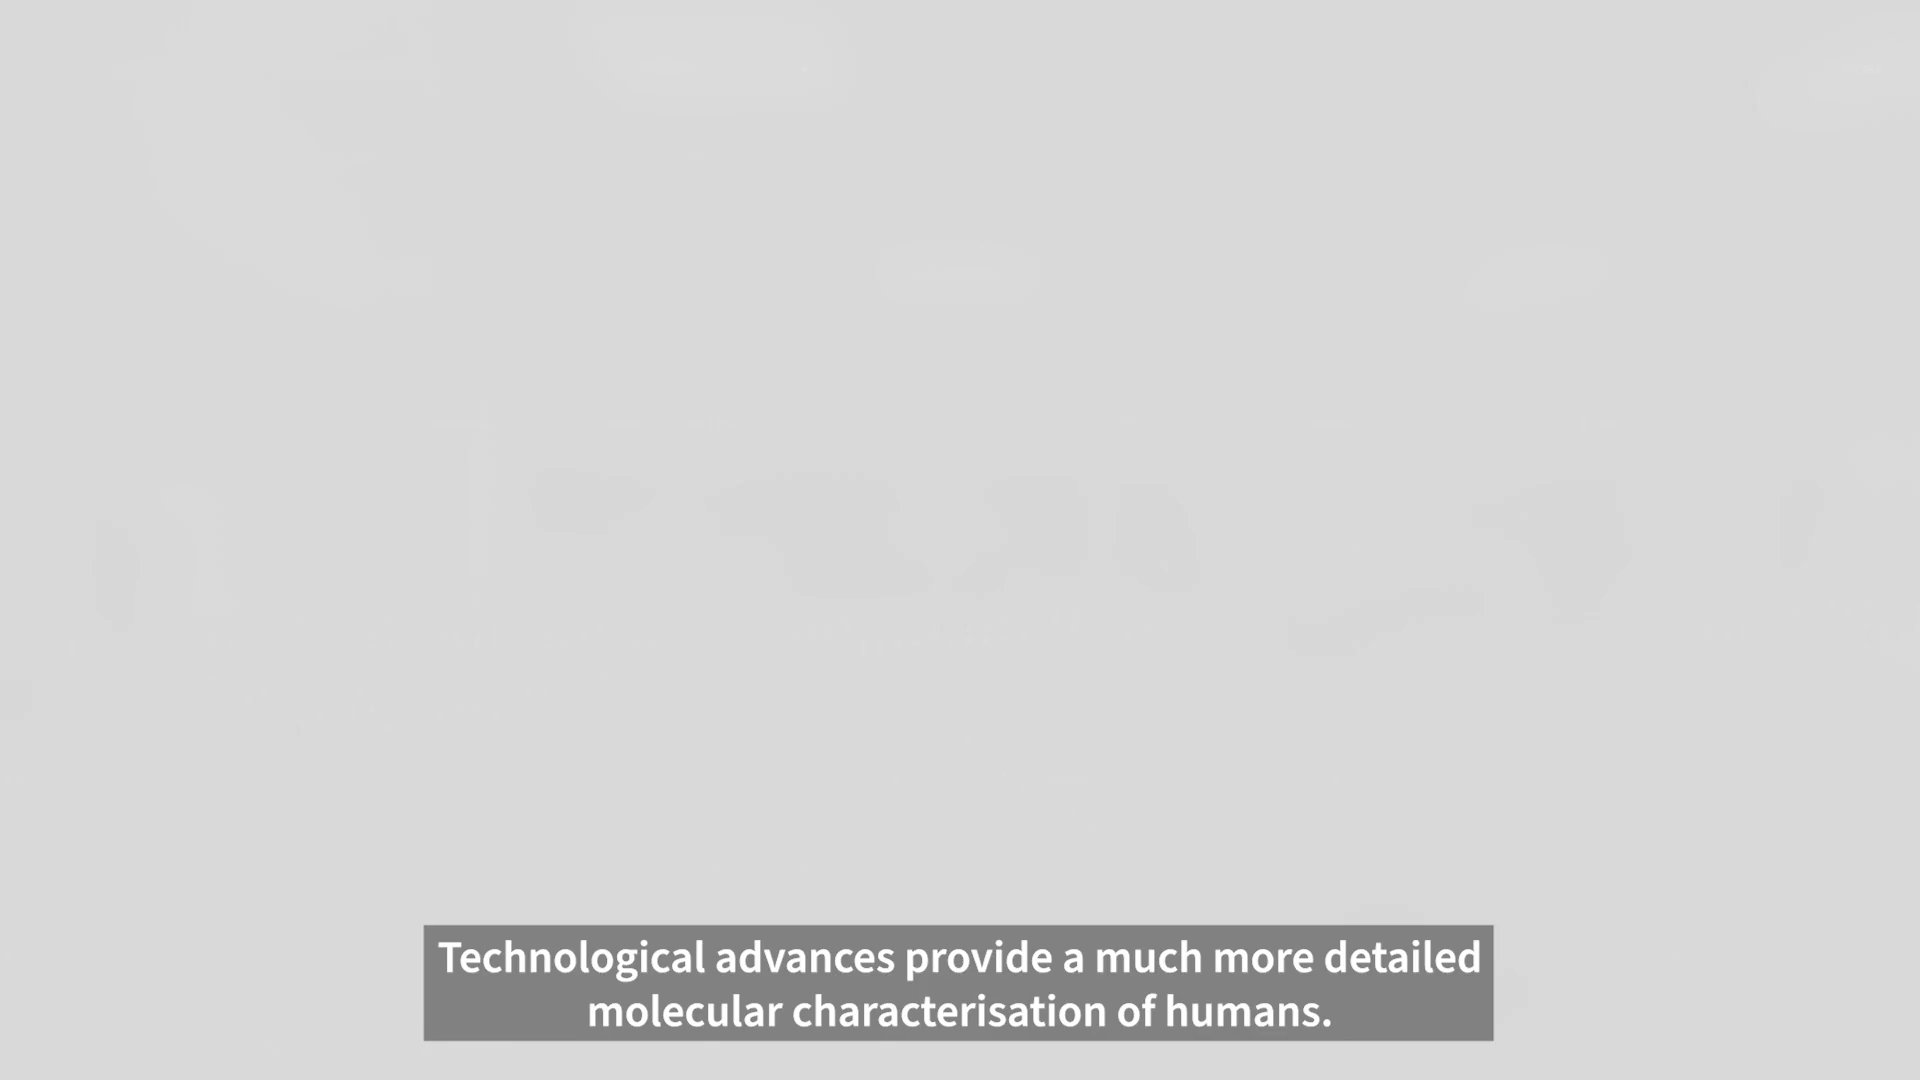 Technological advances provide a much more detailed
molecular characterisation of humans.